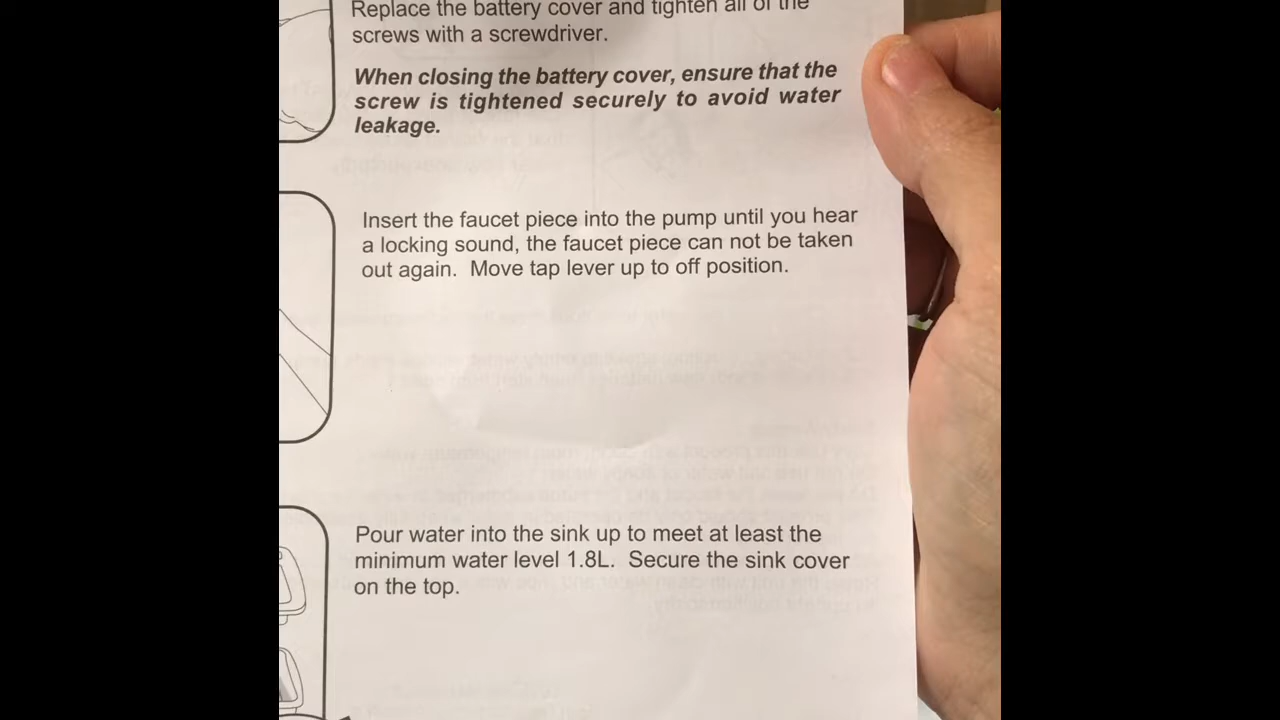 Replace the battery cover and tighten all of the
screws with a screwdriver.
When closing the battery cover, ensure that the
screw is tightened securely to avoid water
leakage.
Insert the faucet piece into the pump until you hear
a locking sound, the faucet piece can not be taken
out again. Move tap lever up to off position.
Pour water into the sink up to meet at least the
minimum water level 1.8L. Secure the sink cover
on the top.